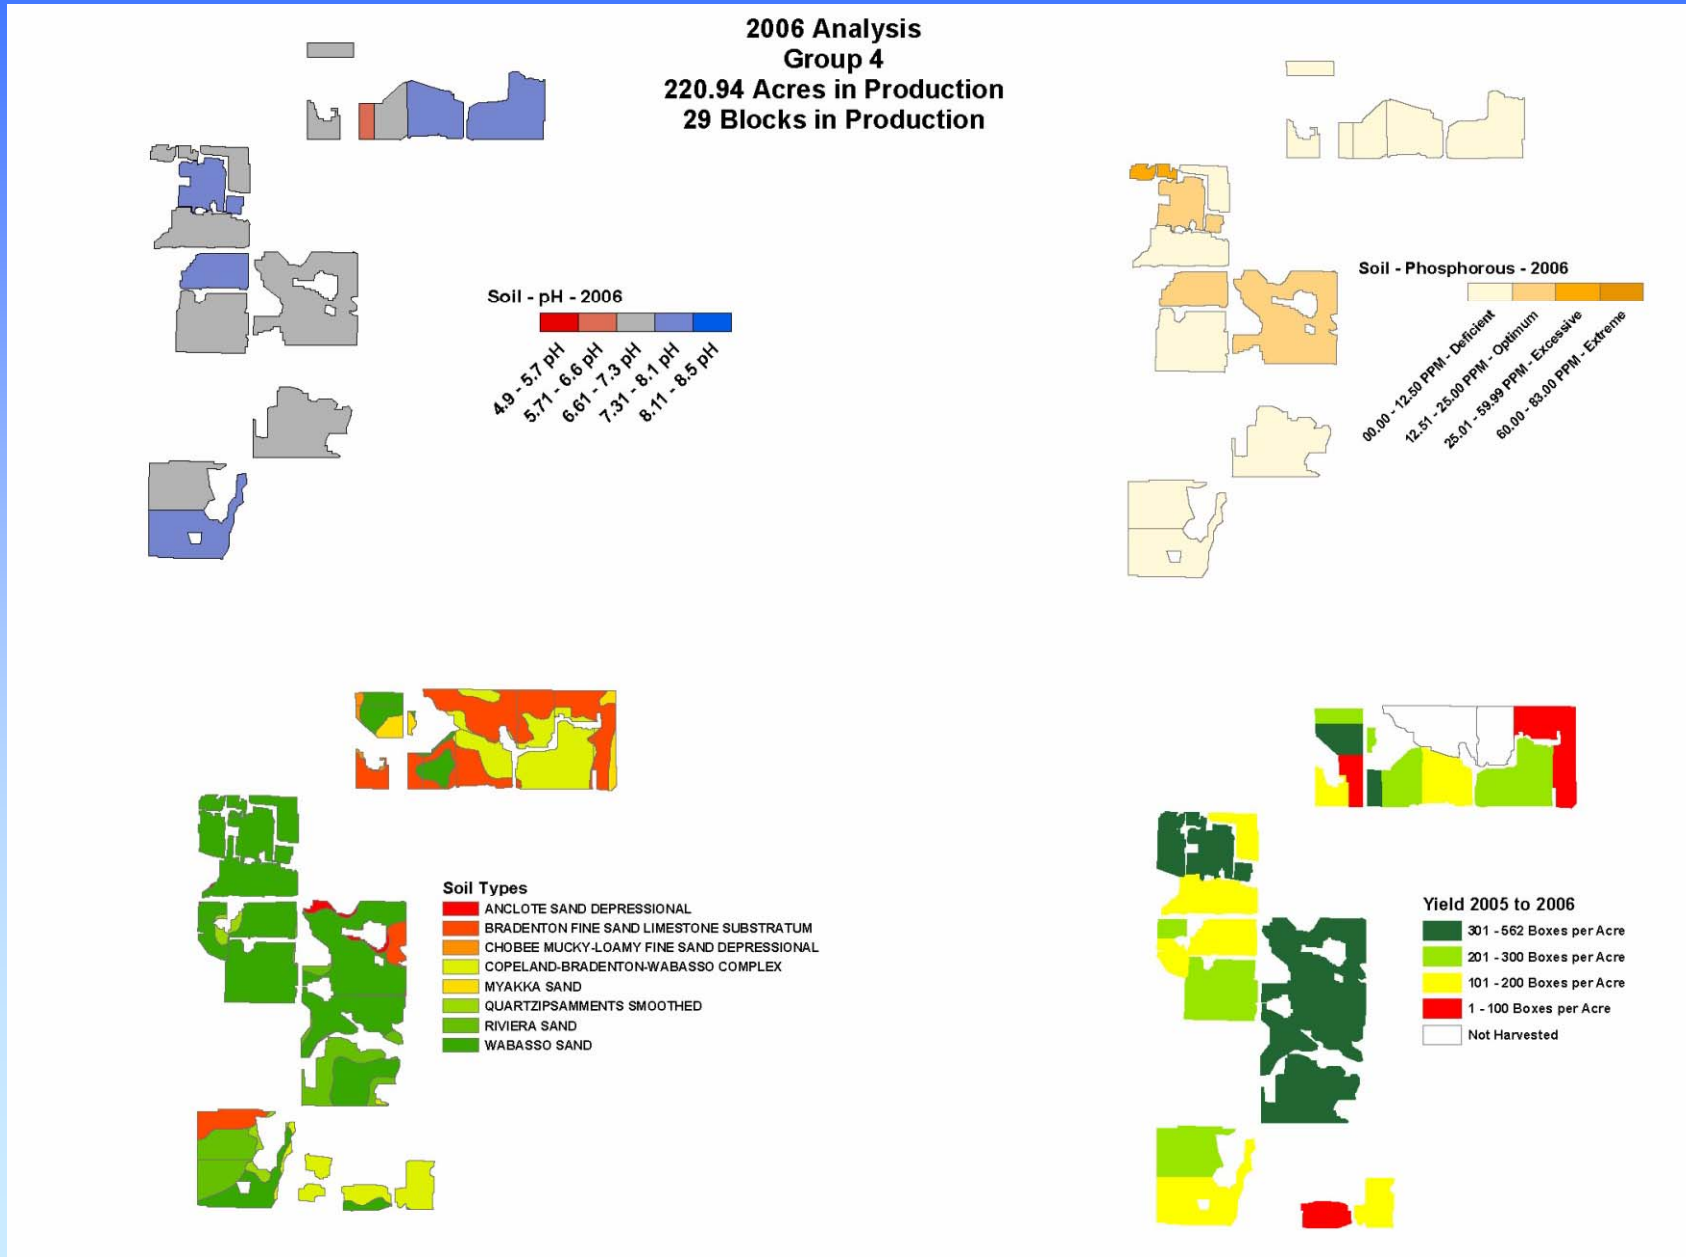 2006 Analysis
Group 4
220.94 Acres in Production
29 Blocks in Production
Soil - pH - 2006
4.9 - 5.7 pH
5.71 - 6.6 pH
6.61 - 7.3 pH
7.31 - 8.1 pH
8.11 - 8.5 pH
Soil - Phosphorous - 2006
00.00 - 12.50 PPM - Deficient
12.51 - 25.00 PPM - Optimum
25.01 - 59.99 PPM - Excessive
60.00 - 83.00 PPM - Extreme
Soil Types
ANCLOTE SAND DEPRESSIONAL
BRADENTON FINE SAND LIMESTONE SUBSTRATUM
CHOBEE MUCKY-LOAMY FINE SAND DEPRESSIONAL
COPELAND-BRADENTON-WABASSO COMPLEX
MYAKKA SAND
QUARTZIPSAMMENTS SMOOTHED
RIVIERA SAND
WABASSO SAND
Yield 2005 to 2006
301 - 562 Boxes per Acre
201 - 300 Boxes per Acre
101 - 200 Boxes per Acre
1 - 100 Boxes per Acre
Not Harvested